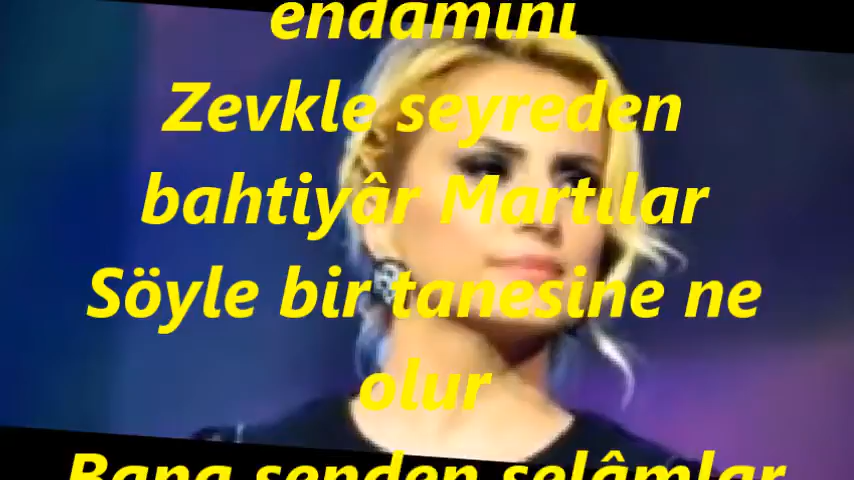 endamını
Zevkle seyreden
bahtiyâr Martılar
Söyle bir tanesine ne
olur
Bana senden selâmlar